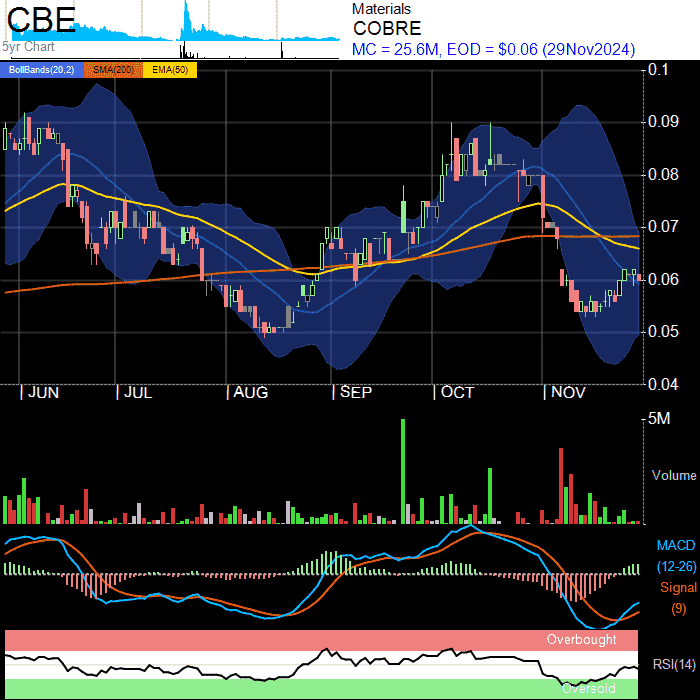 CBE
5yr Chart
Materials
COBRE
MC = 25.6M, EOD = $0.06 (29Nov2024)
BollBands(20,2) SMA(200) EMA(50)
0.1
0.09
0.08
0.07
0.06
0.05
0.04
JUN JUL AUG SEP OCT NOV
5M
Volume
MACD
(12-26)
Signal
(9)
Overbought
RSI(14)
Oversold